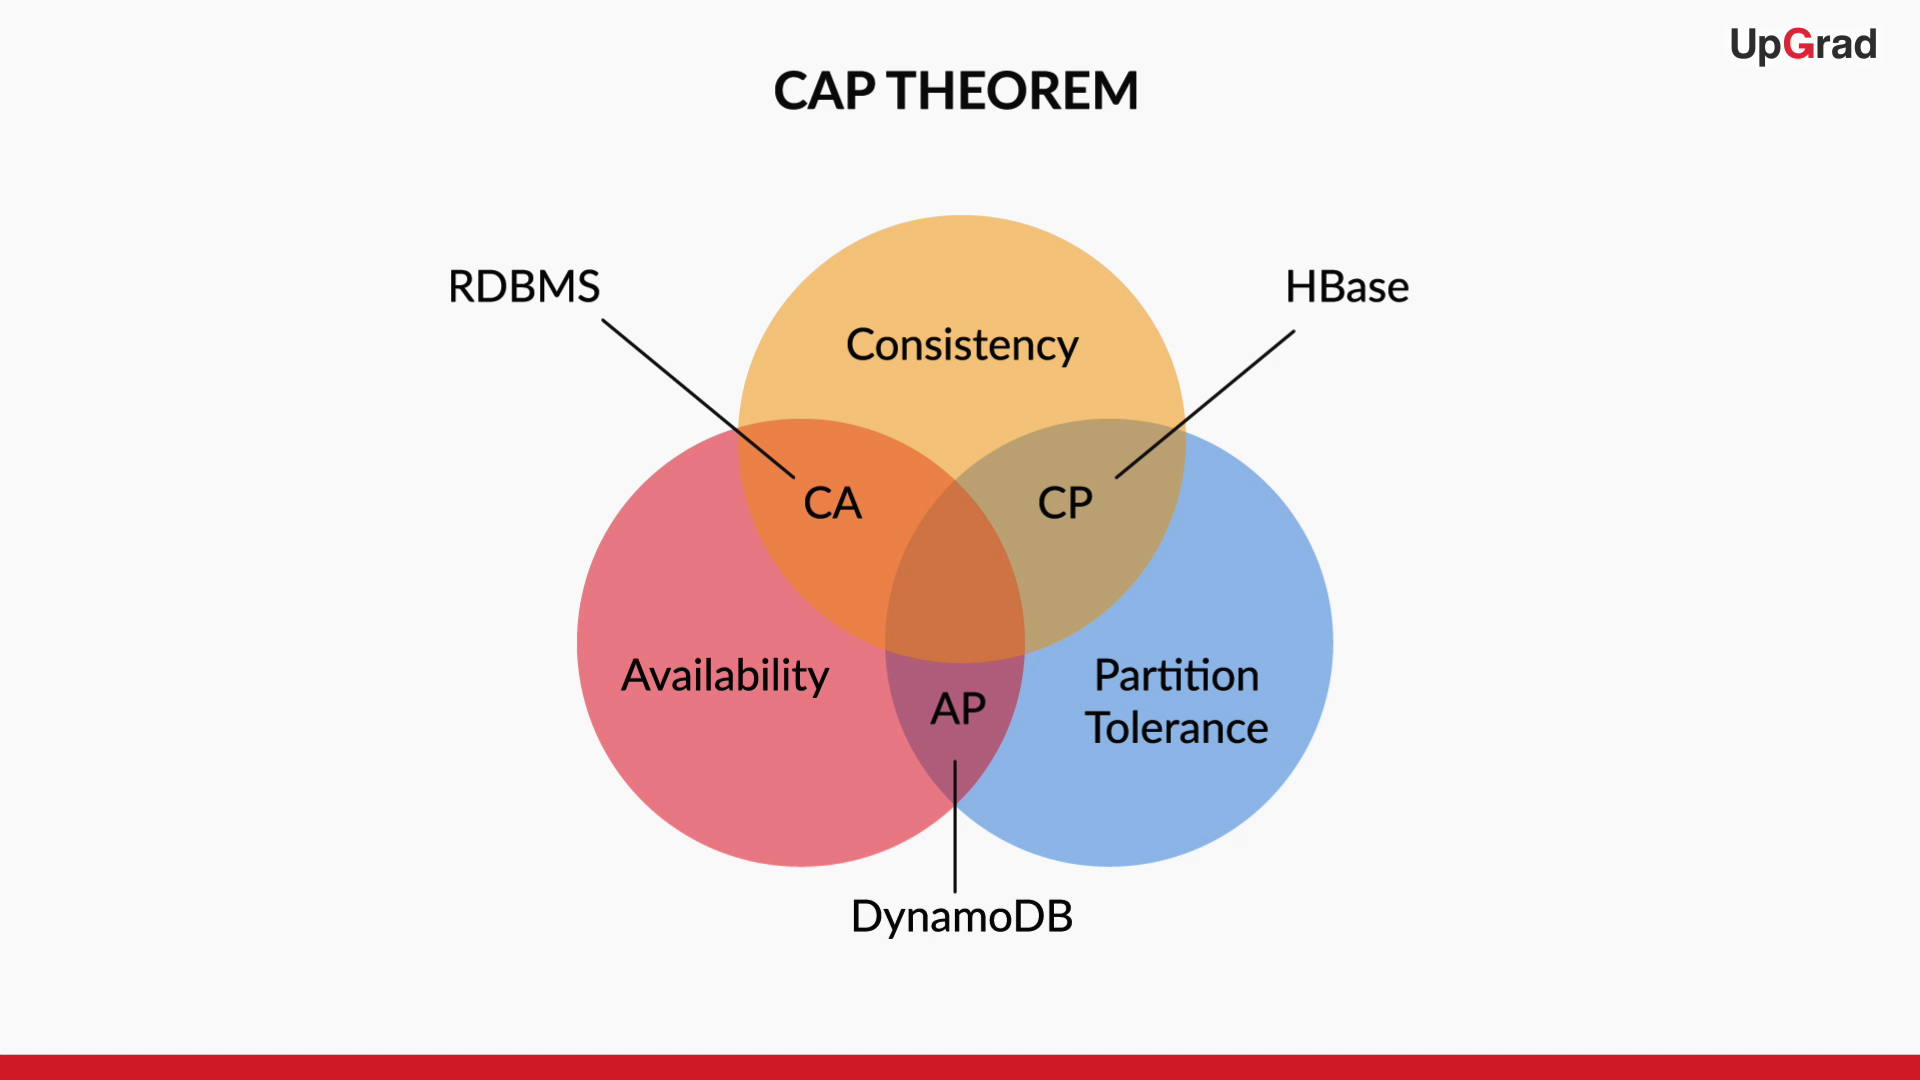 UpGrad
CAP THEOREM
RDBMS
HBase
Consistency
CA
CP
Availability
Partition
Tolerance
AP
DynamoDB